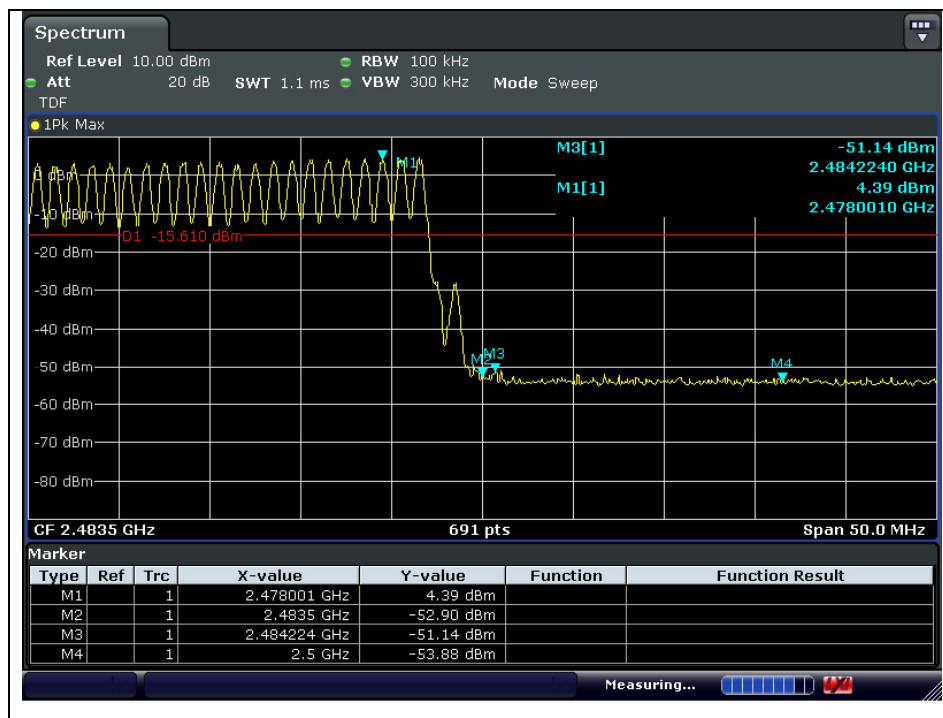 Spectrum
Ref Level 10.00 dBm RBW 100 kHz
Att 20 dB SWT 1.1 ms VBW 300 kHz Mode Sweep
TDF
1Pk Max
M3[1] -51.14 dBm
2.4842240 GHz
M1[1] 4.39 dBm
2.4780010 GHz
M1
0 dBm
-10 dBm
D1 -15.610 dBm
-20 dBm
-30 dBm
-40 dBm
M2 M3 M4
-50 dBm
-60 dBm
-70 dBm
-80 dBm
CF 2.4835 GHz 691 pts Span 50.0 MHz
Marker
Type Ref Trc X-value Y-value Function Function Result
M1 1 2.478001 GHz 4.39 dBm
M2 1 2.4835 GHz -52.90 dBm
M3 1 2.484224 GHz -51.14 dBm
M4 1 2.5 GHz -53.88 dBm
Measuring...